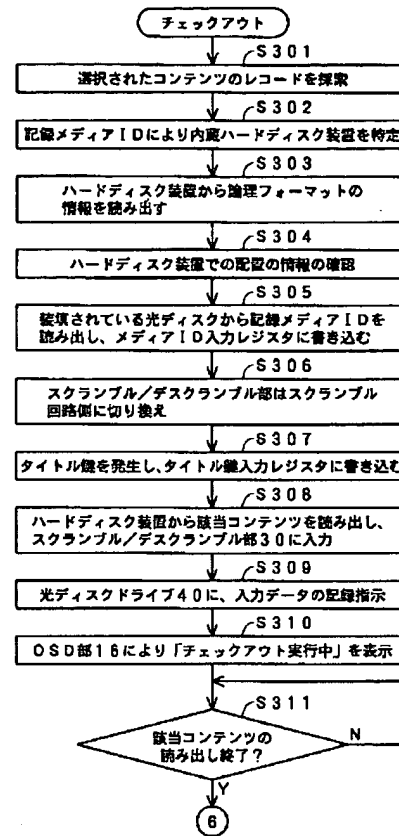 チェックアウト
S301
選択されたコンテンツのレコードを探索
S302
記録メディアIDにより内蔵ハードディスク装置を特定
S303
ハードディスク装置から論理フォーマットの
情報を読み出す
S304
ハードディスク装置での配置の情報の確認
S305
装填されている光ディスクから記録メディアIDを
読み出し、メディアID入力レジスタに書き込む
S306
スクランブル／デスクランブル部はスクランブル
回路側に切り換え
S307
タイトル鍵を発生し、タイトル鍵入力レジスタに書き込む
S308
ハードディスク装置から該当コンテンツを読み出し、
スクランブル／デスクランブル部30に入力
S309
光ディスクドライブ40に、入力データの記録指示
S310
OSD部16により「チェックアウト実行中」を表示
S311
該当コンテンツの
読み出し終了？
N
Y
6